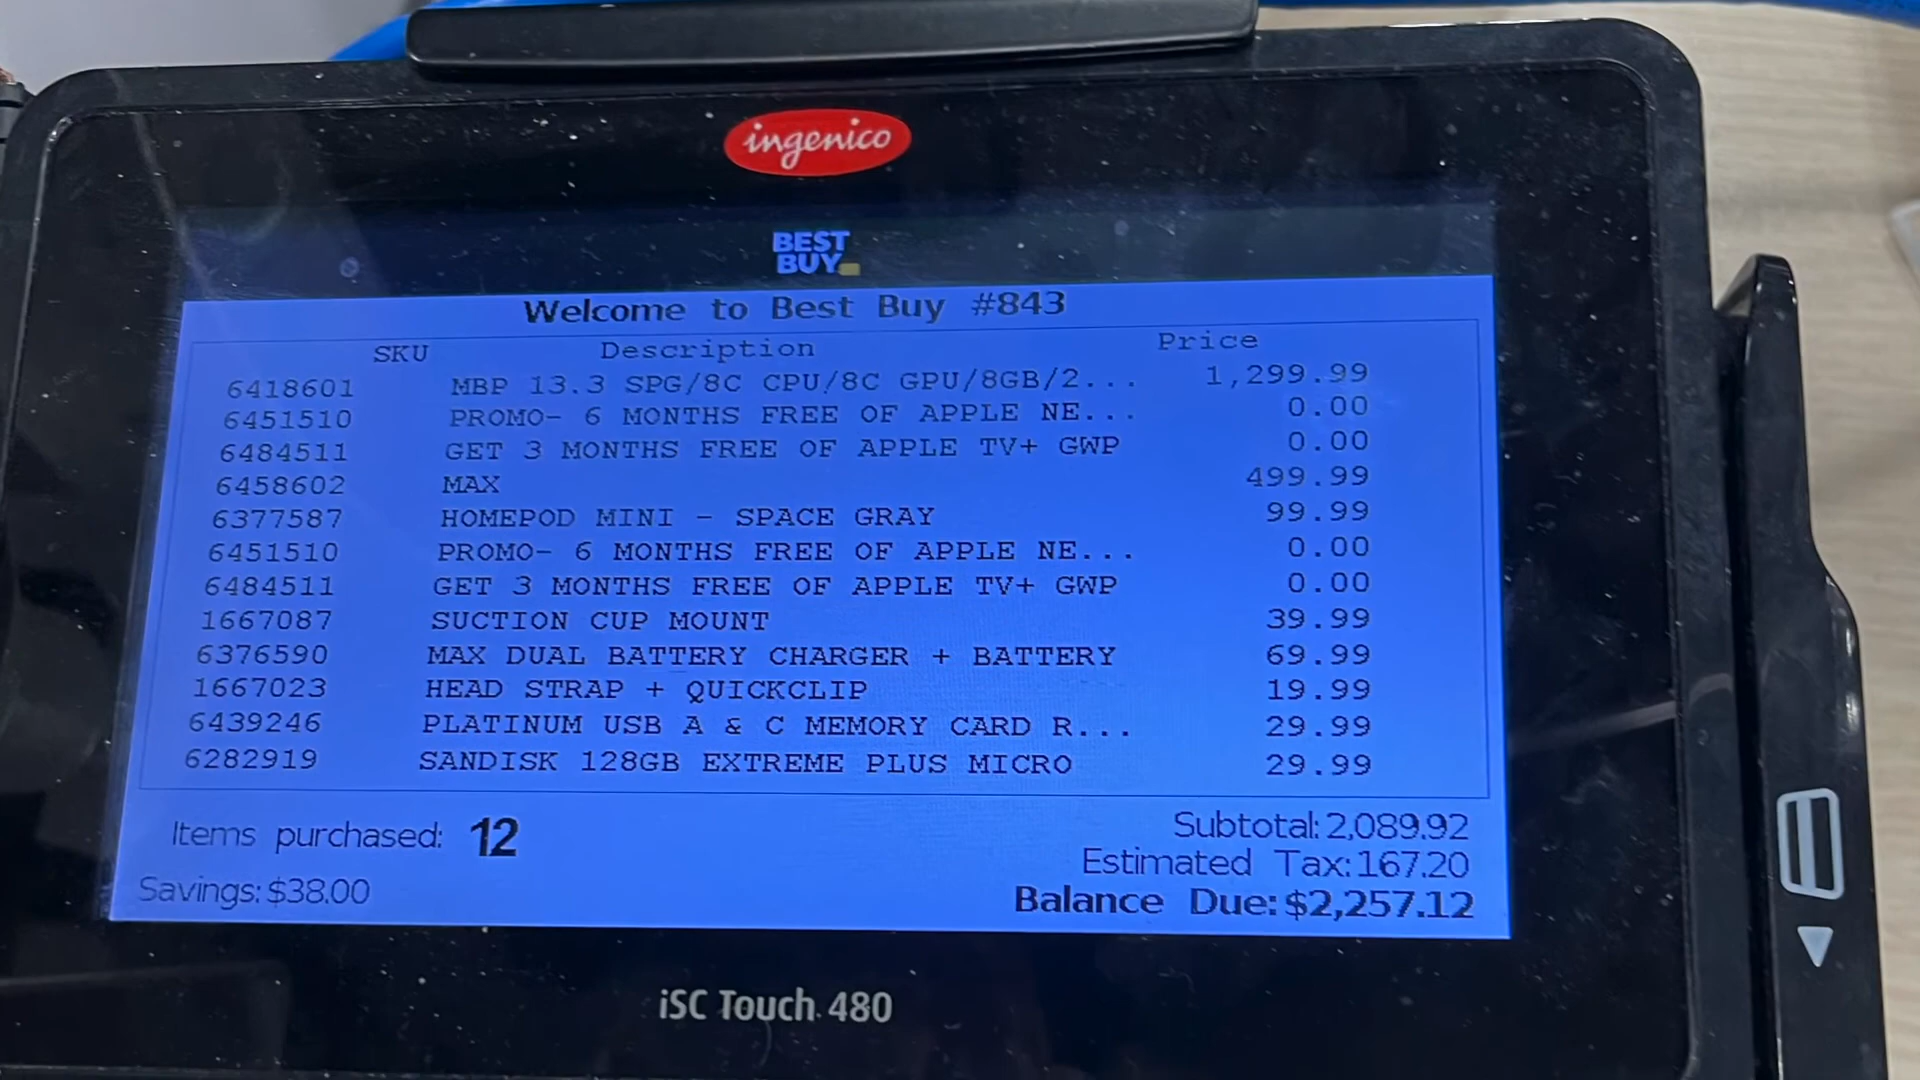 ingenico
BEST
BUY
Welcome to Best Buy #843
SKU Description Price
6418601 MBP 13.3 SPG/8C CPU/8C GPU/8GB/2... 1,299.99
6451510 PROMO- 6 MONTHS FREE OF APPLE NE... 0.00
6484511 GET 3 MONTHS FREE OF APPLE TV+ GWP 0.00
6458602 MAX 499.99
6377587 HOMEPOD MINI - SPACE GRAY 99.99
6451510 PROMO- 6 MONTHS FREE OF APPLE NE... 0.00
6484511 GET 3 MONTHS FREE OF APPLE TV+ GWP 0.00
1667087 SUCTION CUP MOUNT 39.99
6376590 MAX DUAL BATTERY CHARGER + BATTERY 69.99
1667023 HEAD STRAP + QUICKCLIP 19.99
6439246 PLATINUM USB A & C MEMORY CARD R... 29.99
6282919 SANDISK 128GB EXTREME PLUS MICRO 29.99
Items purchased: 12 Subtotal: 2,089.92
Estimated Tax: 167.20
Savings: $38.00 Balance Due: $2,257.12
iSC Touch 480